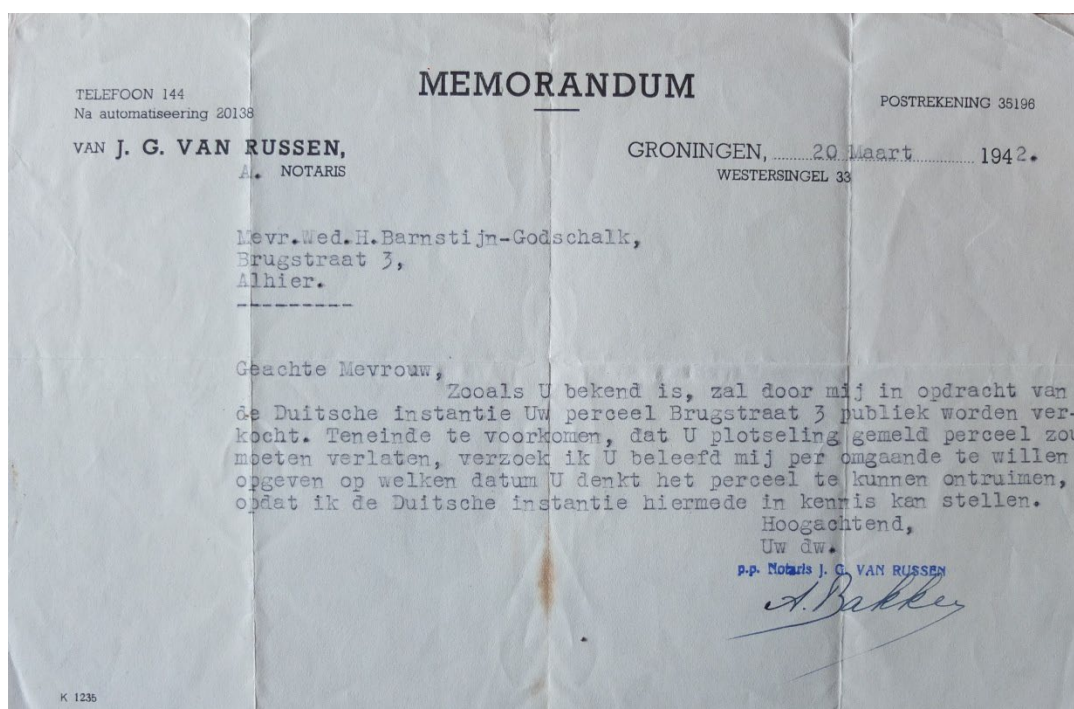 MEMORANDUM
TELEFOON 144
Na automatiseering 20138
POSTREKENING 35196
VAN J. G. VAN RUSSEN,
A. NOTARIS
GRONINGEN, 20 Maart 1942.
WESTERSINGEL 33
Mevr.Wed.H.Barnstijn-Godschalk,
Brugstraat 3,
Alhier.
----------
Geachte Mevrouw,
Zooals U bekend is, zal door mij in opdracht van
de Duitsche instantie Uw perceel Brugstraat 3 publiek worden ver-
kocht. Teneinde te voorkomen, dat U plotseling gemeld perceel zou
moeten verlaten, verzoek ik U beleefd mij per omgaande te willen
opgeven op welken datum U denkt het perceel te kunnen ontruimen,
opdat ik de Duitsche instantie hiermede in kennis kan stellen.
Hoogachtend,
Uw dw.
p.p. Notaris J. G. VAN RUSSEN
A. Bakker
K 1235